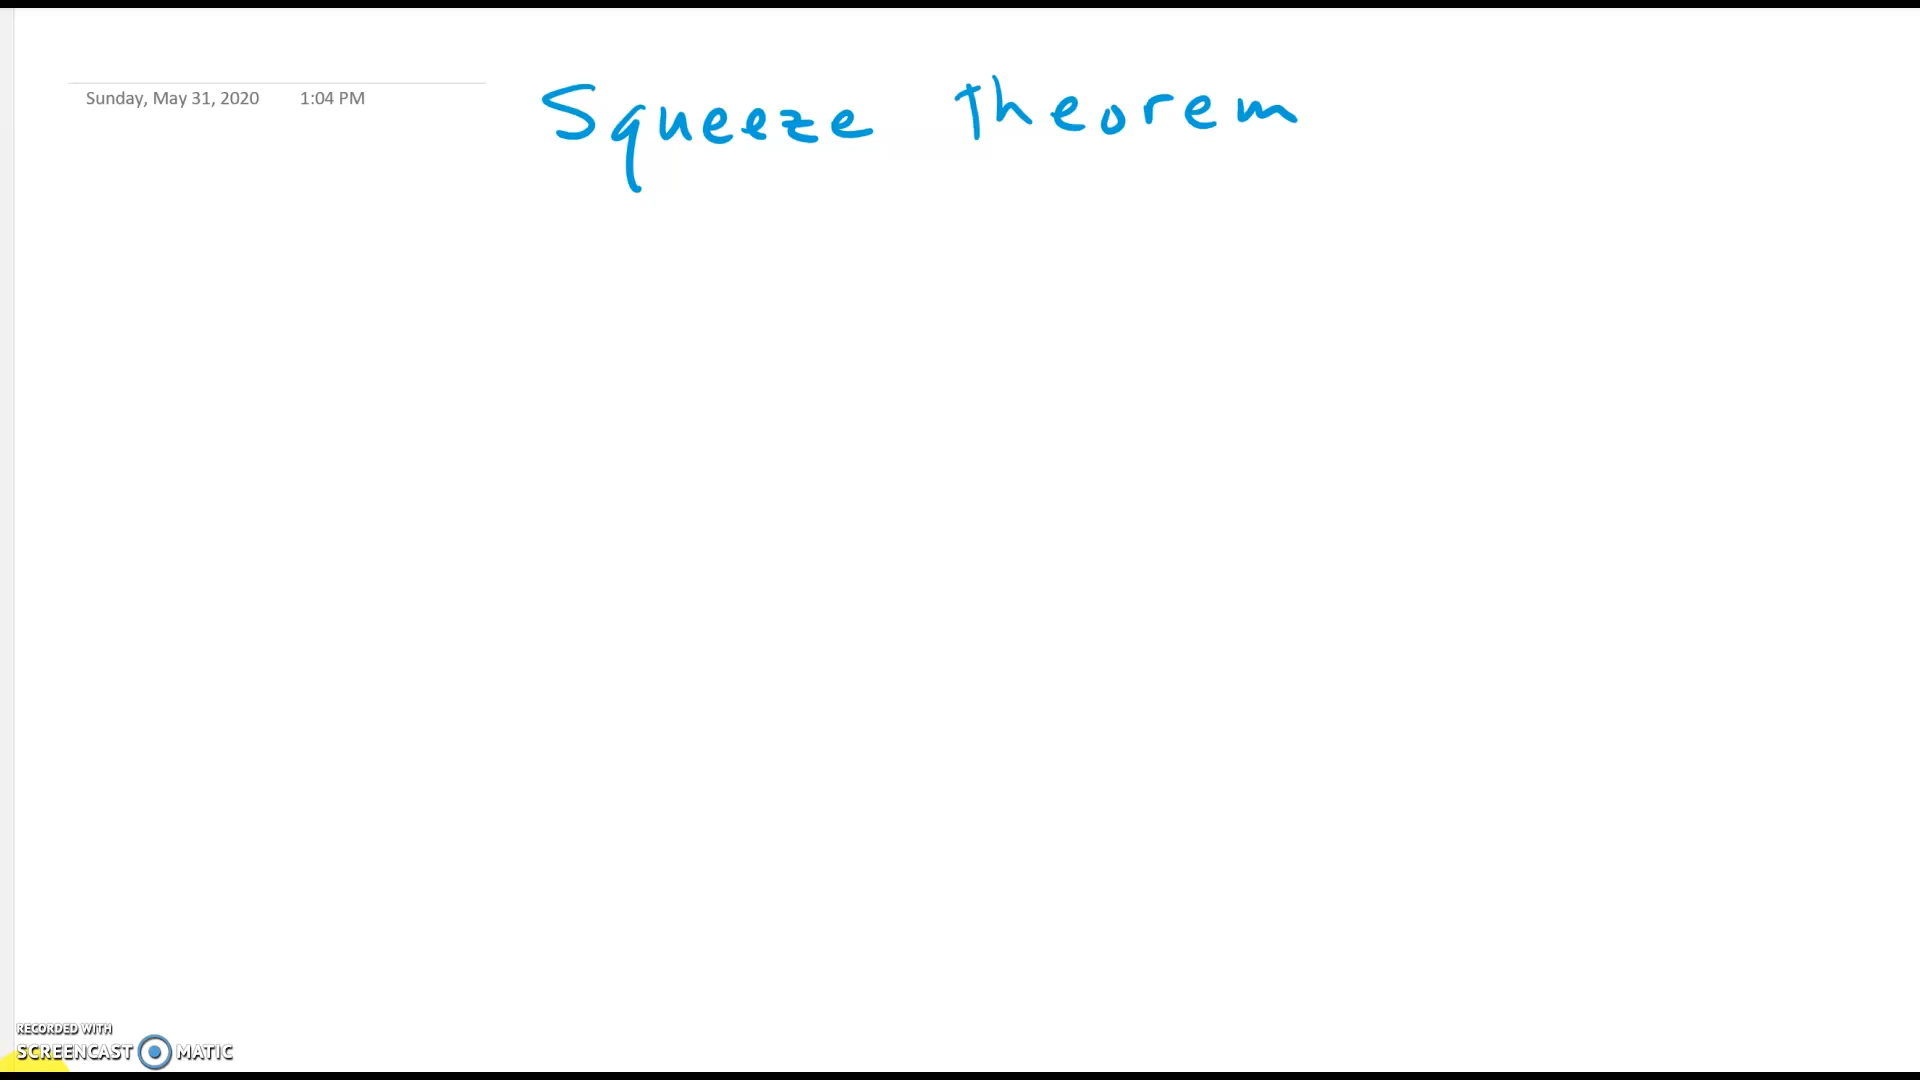 Squeeze Theorem
Sunday, May 31, 2020 1:04 PM
RECORDED WITH
SCREENCAST MATIC